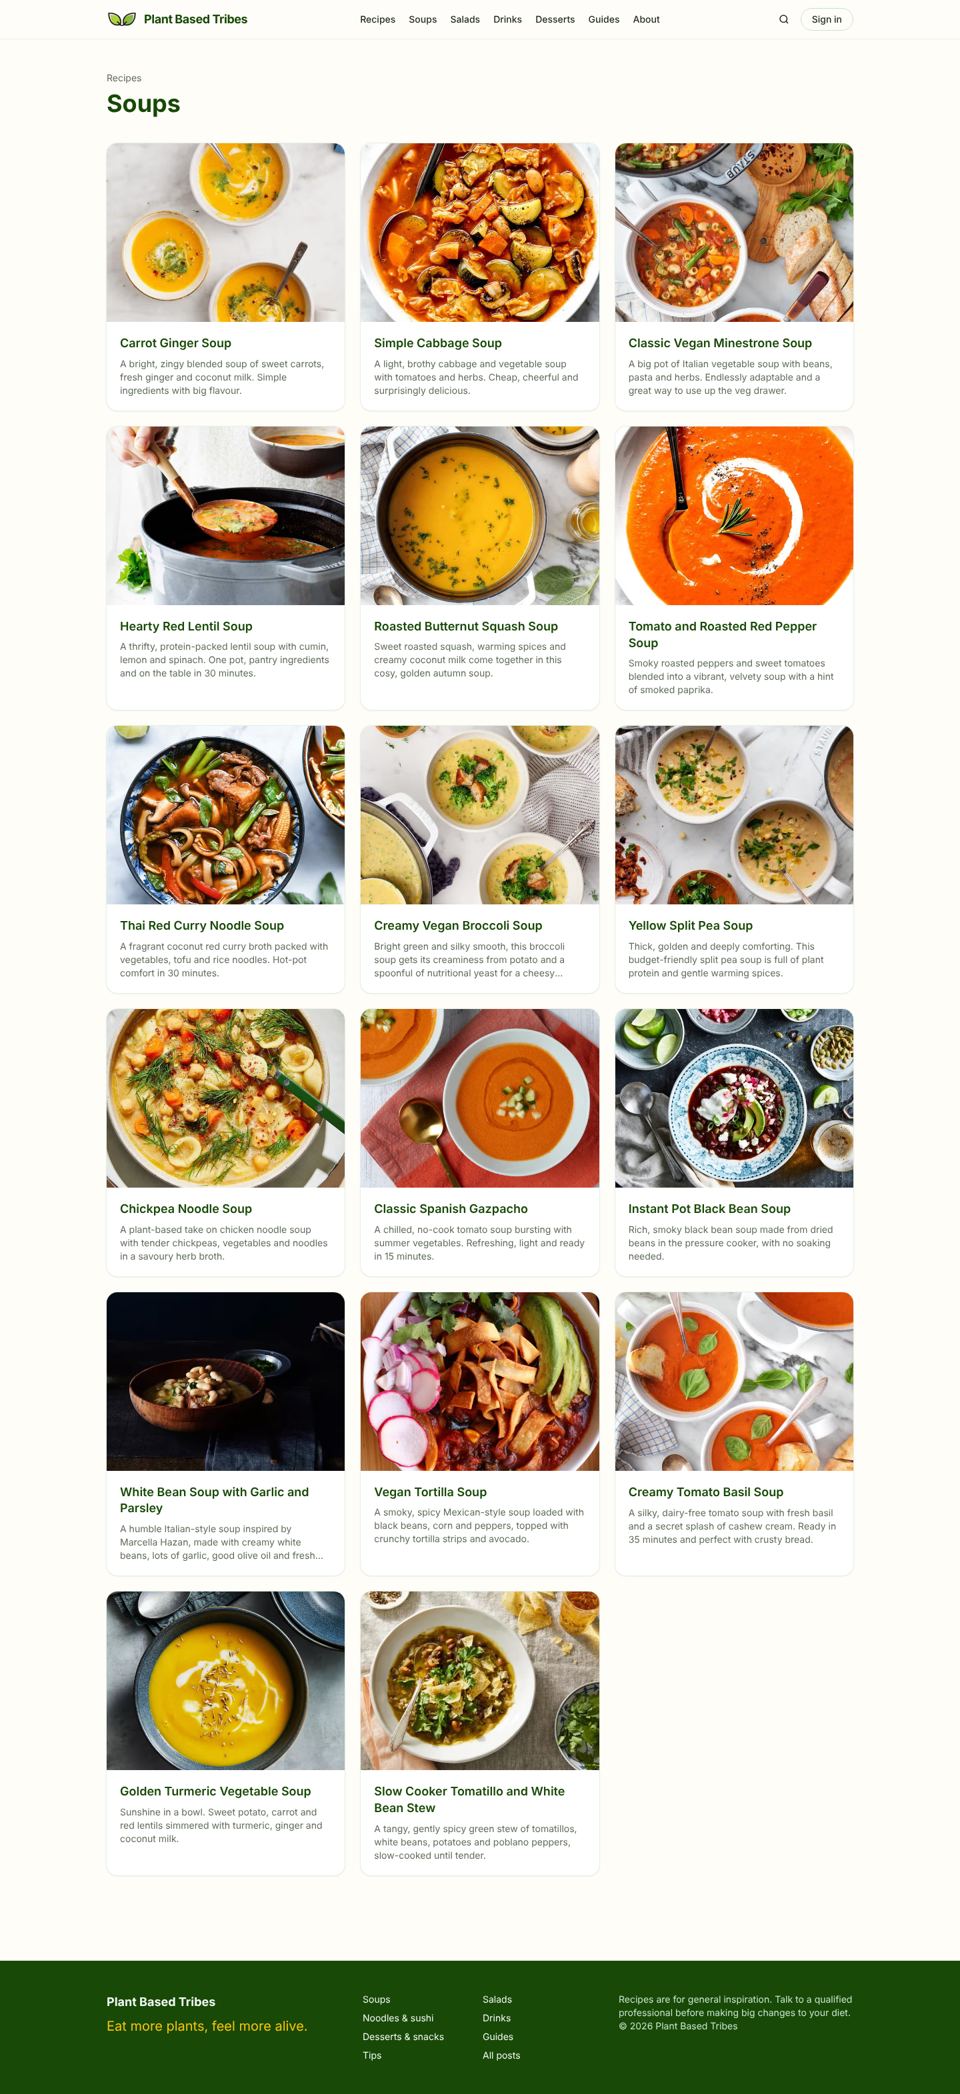 Plant Based Tribes
Recipes Soups Salads Drinks Desserts Guides About
Sign in
Recipes
Soups
STAUB
Carrot Ginger Soup
A bright, zingy blended soup of sweet carrots,
fresh ginger and coconut milk. Simple
ingredients with big flavour.
Simple Cabbage Soup
A light, brothy cabbage and vegetable soup
with tomatoes and herbs. Cheap, cheerful and
surprisingly delicious.
Classic Vegan Minestrone Soup
A big pot of Italian vegetable soup with beans,
pasta and herbs. Endlessly adaptable and a
great way to use up the veg drawer.
Hearty Red Lentil Soup
A thrifty, protein-packed lentil soup with cumin,
lemon and spinach. One pot, pantry ingredients
and on the table in 30 minutes.
Roasted Butternut Squash Soup
Sweet roasted squash, warming spices and
creamy coconut milk come together in this
cosy, golden autumn soup.
Tomato and Roasted Red Pepper
Soup
Smoky roasted peppers and sweet tomatoes
blended into a vibrant, velvety soup with a hint
of smoked paprika.
STAUB
Thai Red Curry Noodle Soup
A fragrant coconut red curry broth packed with
vegetables, tofu and rice noodles. Hot-pot
comfort in 30 minutes.
Creamy Vegan Broccoli Soup
Bright green and silky smooth, this broccoli
soup gets its creaminess from potato and a
spoonful of nutritional yeast for a cheesy...
Yellow Split Pea Soup
Thick, golden and deeply comforting. This
budget-friendly split pea soup is full of plant
protein and gentle warming spices.
Chickpea Noodle Soup
A plant-based take on chicken noodle soup
with tender chickpeas, vegetables and noodles
in a savoury herb broth.
Classic Spanish Gazpacho
A chilled, no-cook tomato soup bursting with
summer vegetables. Refreshing, light and ready
in 15 minutes.
Instant Pot Black Bean Soup
Rich, smoky black bean soup made from dried
beans in the pressure cooker, with no soaking
needed.
White Bean Soup with Garlic and
Parsley
A humble Italian-style soup inspired by
Marcella Hazan, made with creamy white
beans, lots of garlic, good olive oil and fresh...
Vegan Tortilla Soup
A smoky, spicy Mexican-style soup loaded with
black beans, corn and peppers, topped with
crunchy tortilla strips and avocado.
Creamy Tomato Basil Soup
A silky, dairy-free tomato soup with fresh basil
and a secret splash of cashew cream. Ready in
35 minutes and perfect with crusty bread.
Golden Turmeric Vegetable Soup
Sunshine in a bowl. Sweet potato, carrot and
red lentils simmered with turmeric, ginger and
coconut milk.
Slow Cooker Tomatillo and White
Bean Stew
A tangy, gently spicy green stew of tomatillos,
white beans, potatoes and poblano peppers,
slow-cooked until tender.
Plant Based Tribes
Eat more plants, feel more alive.
Soups
Noodles & sushi
Desserts & snacks
Tips
Salads
Drinks
Guides
All posts
Recipes are for general inspiration. Talk to a qualified
professional before making big changes to your diet.
© 2026 Plant Based Tribes